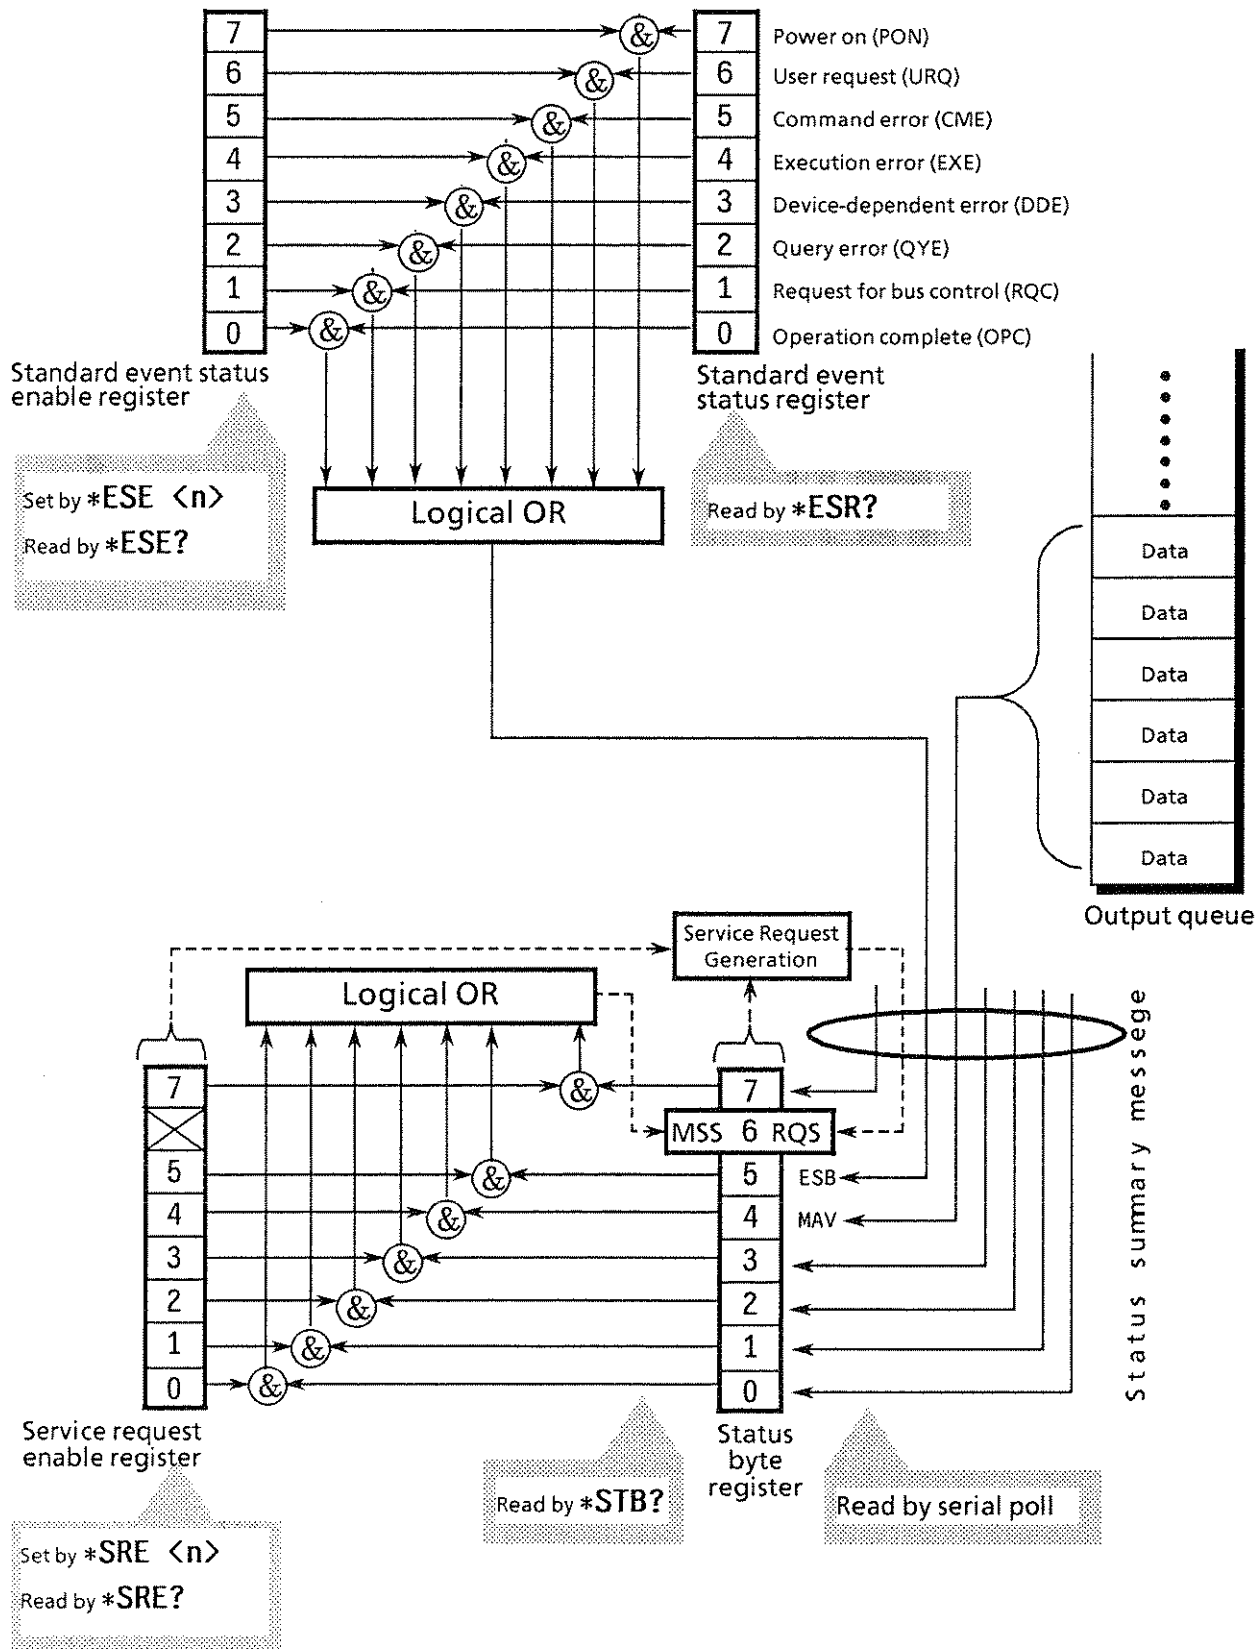 7 & 7 Power on (PON)
6 & 6 User request (URQ)
5 & 5 Command error (CME)
4 & 4 Execution error (EXE)
3 & 3 Device-dependent error (DDE)
2 & 2 Query error (QYE)
1 & 1 Request for bus control (RQC)
0 & 0 Operation complete (OPC)
Standard event status
enable register
Standard event
status register
Set by *ESE <n>
Read by *ESE?
Logical OR
Read by *ESR?
Data
Data
Data
Data
Data
Data
Output queue
Service Request
Generation
Logical OR
7 & 7
MSS 6 RQS
5 & 5 ESB
4 & 4 MAV
3 & 3
2 & 2
1 & 1
0 & 0
Status summary messege
Service request
enable register
Status
byte
register
Read by *STB?
Read by serial poll
Set by *SRE <n>
Read by *SRE?